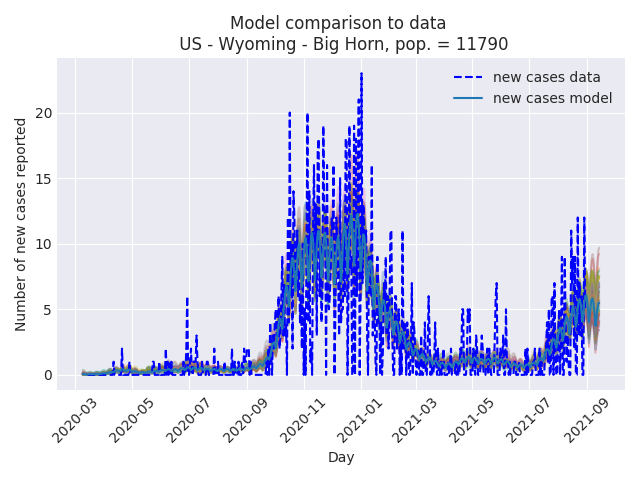 Model comparison to data
US - Wyoming - Big Horn, pop. = 11790
new cases data
new cases model
Number of new cases reported
20
15
10
5
0
2020-03
2020-05
2020-07
2020-09
2020-11
2021-01
2021-03
2021-05
2021-07
2021-09
Day